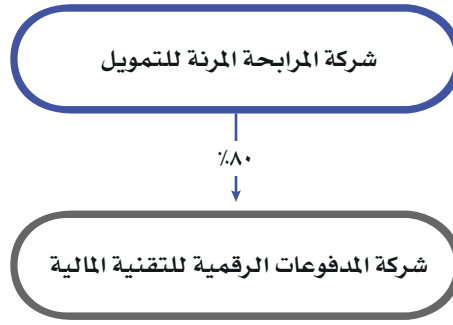 شركة المرابحة المرنة للتمويل
٨٠٪
شركة المدفوعات الرقمية للتقنية المالية